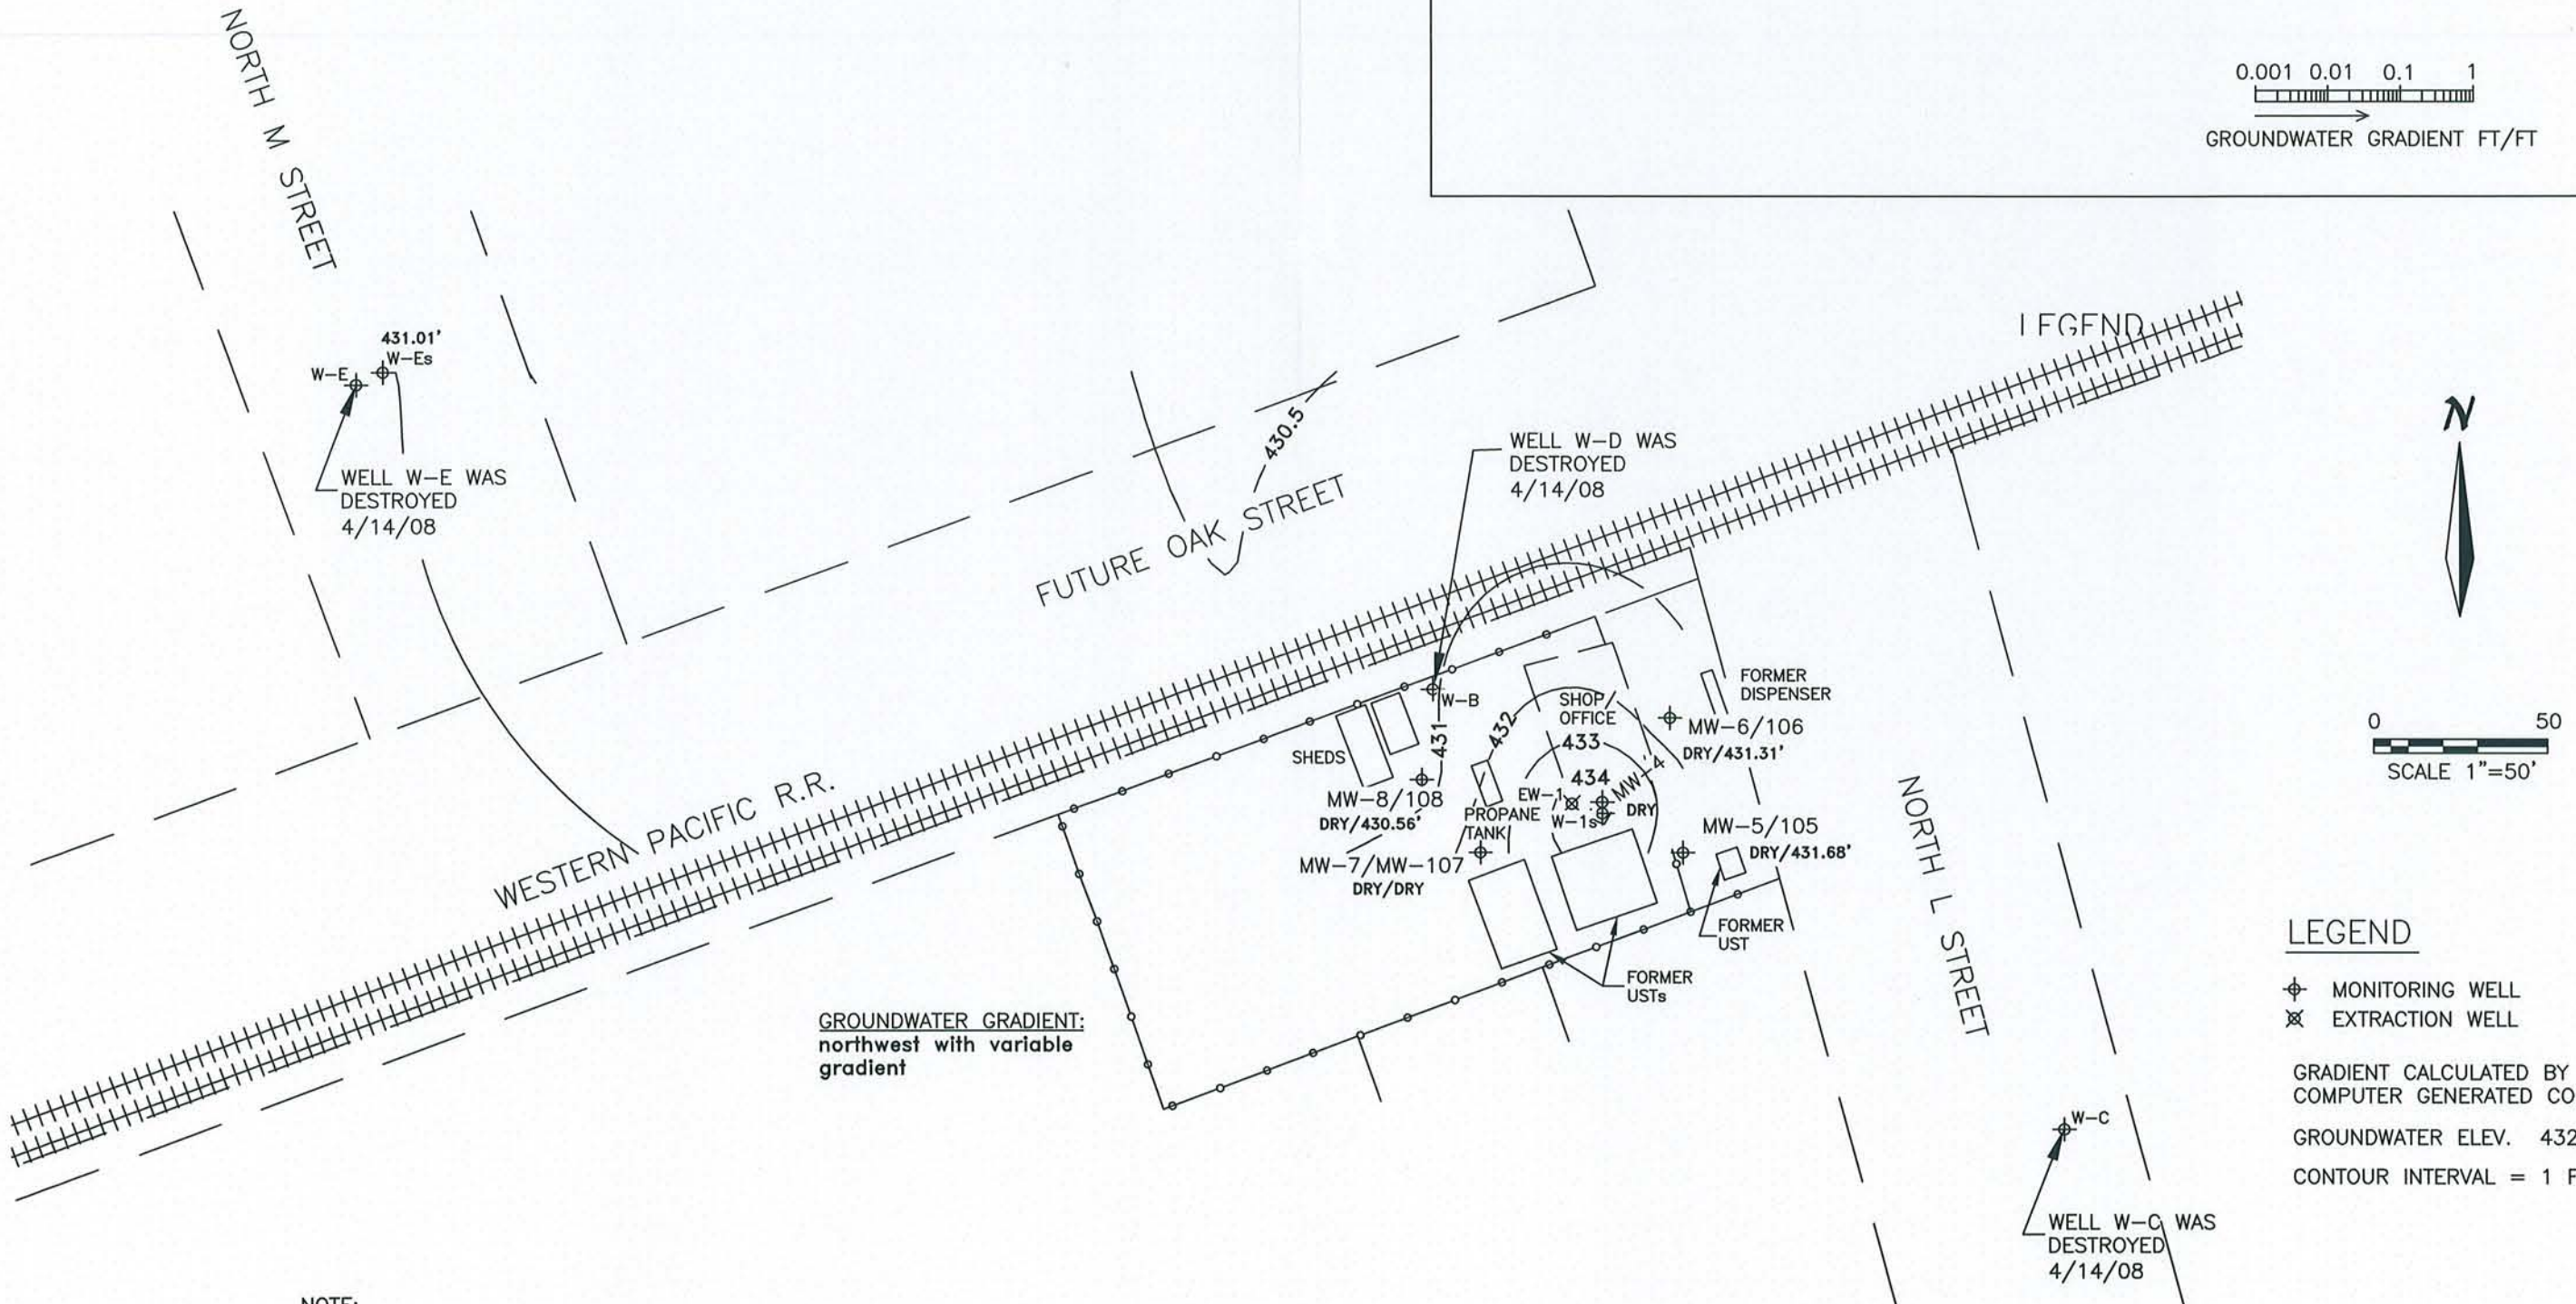 NORTH M STREET
0.001 0.01 0.1 1
GROUNDWATER GRADIENT FT/FT
431.01'
W-Es
W-E
WELL W-E WAS
DESTROYED
4/14/08
430.5
FUTURE OAK STREET
WELL W-D WAS
DESTROYED
4/14/08
N
0 50
SCALE 1"=50'
WESTERN PACIFIC R.R.
W-B
431
432
SHOP/
OFFICE
433
434
SHEDS
FORMER
DISPENSER
MW-6/106
DRY/431.31'
MW-8/108
DRY/430.56'
PROPANE
TANK
EW-1
W-1s
MW-4
DRY
MW-5/105
DRY/431.68'
MW-7/MW-107
DRY/DRY
FORMER
UST
FORMER
USTs
NORTH L STREET
GROUNDWATER GRADIENT:
northwest with variable
gradient
LEGEND
MONITORING WELL
EXTRACTION WELL
GRADIENT CALCULATED BY
COMPUTER GENERATED CO
GROUNDWATER ELEV. 432
CONTOUR INTERVAL = 1 F
W-C
WELL W-C WAS
DESTROYED
4/14/08
NOTE: